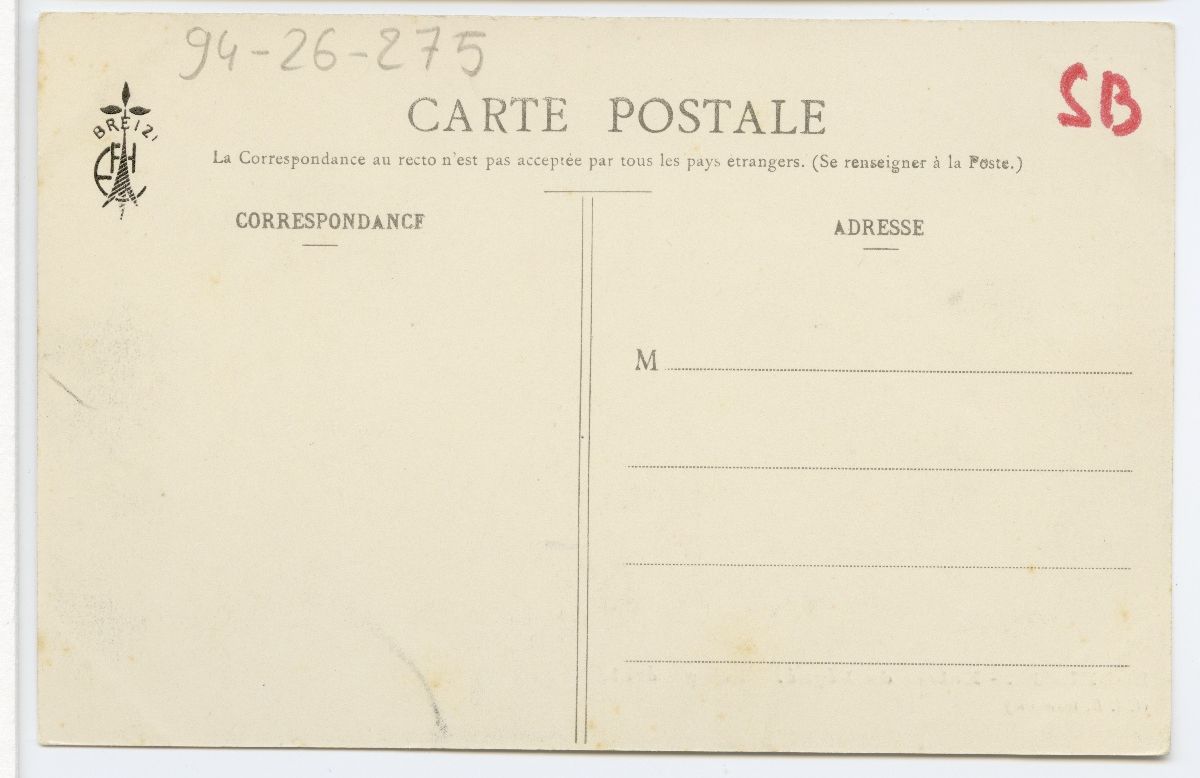 94-26-275
SB
CARTE POSTALE
BREIZ
EH
La Correspondance au recto n'est pas acceptée par tous les pays étrangers. (Se renseigner à la Poste.)
CORRESPONDANCE
ADRESSE
M